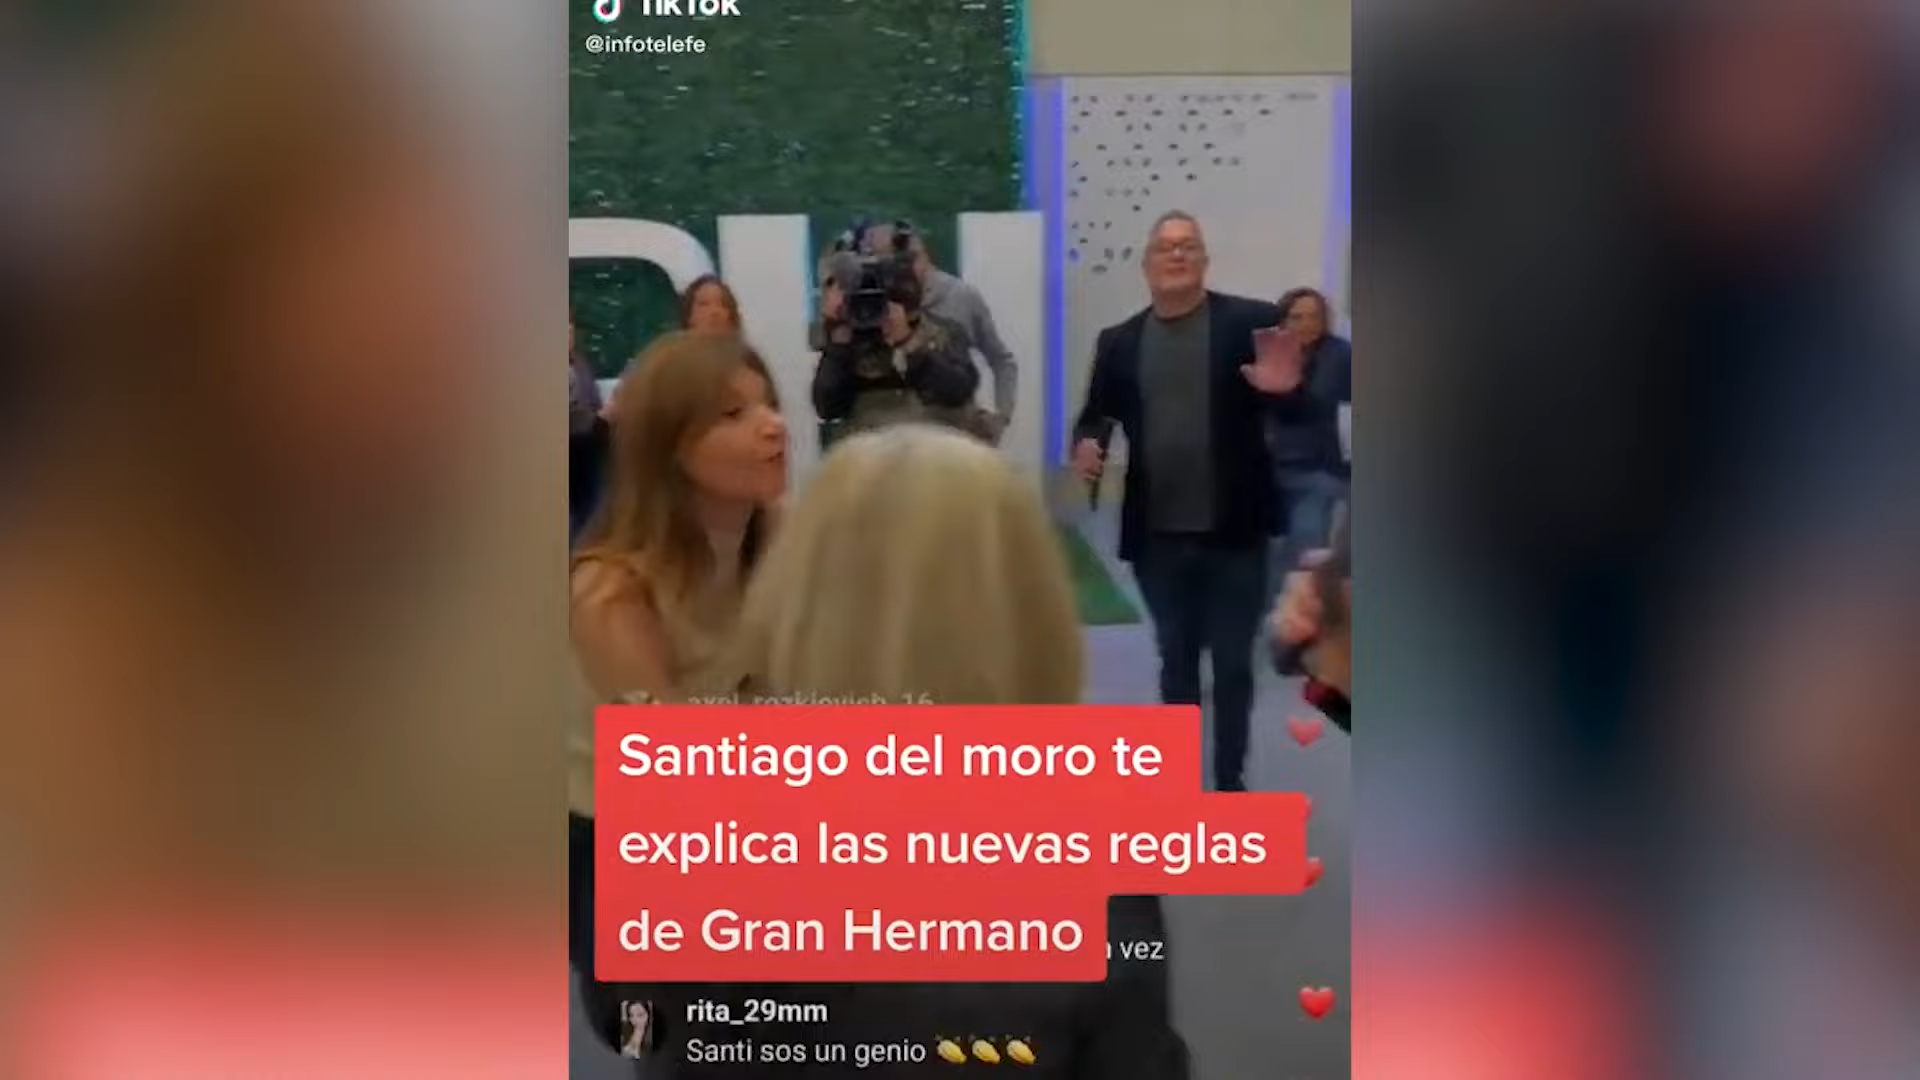 TikTok
@infotelefe
axel_rozkiovich_16
Santiago del moro te
explica las nuevas reglas
de Gran Hermano
vez
rita_29mm
Santi sos un genio 👏👏👏